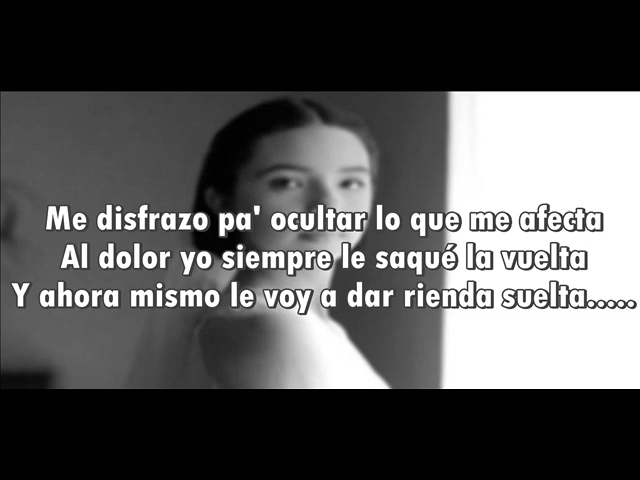 Me disfrazo pa' ocultar lo que me afecta
Al dolor yo siempre le saqué la vuelta
Y ahora mismo le voy a dar rienda suelta.....